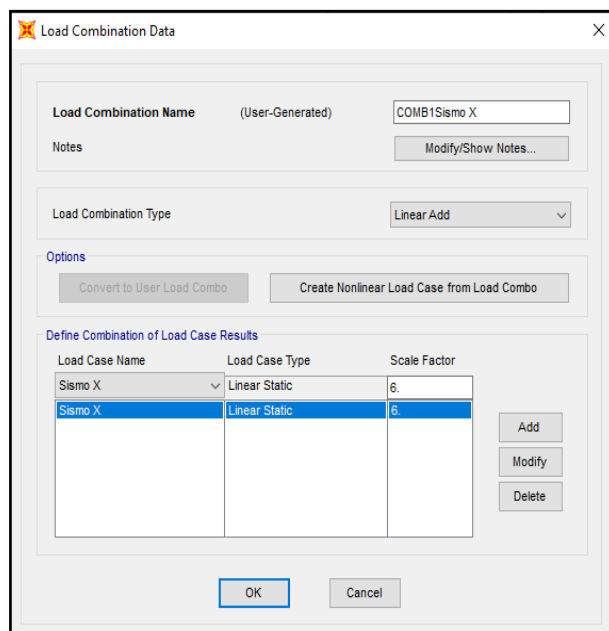 Load Combination Data
Load Combination Name (User-Generated) COMB1Sismo X
Notes Modify/Show Notes...
Load Combination Type Linear Add
Options
Convert to User Load Combo Create Nonlinear Load Case from Load Combo
Define Combination of Load Case Results
Load Case Name Load Case Type Scale Factor
Sismo X Linear Static 6.
Sismo X Linear Static 6.
Add
Modify
Delete
OK Cancel